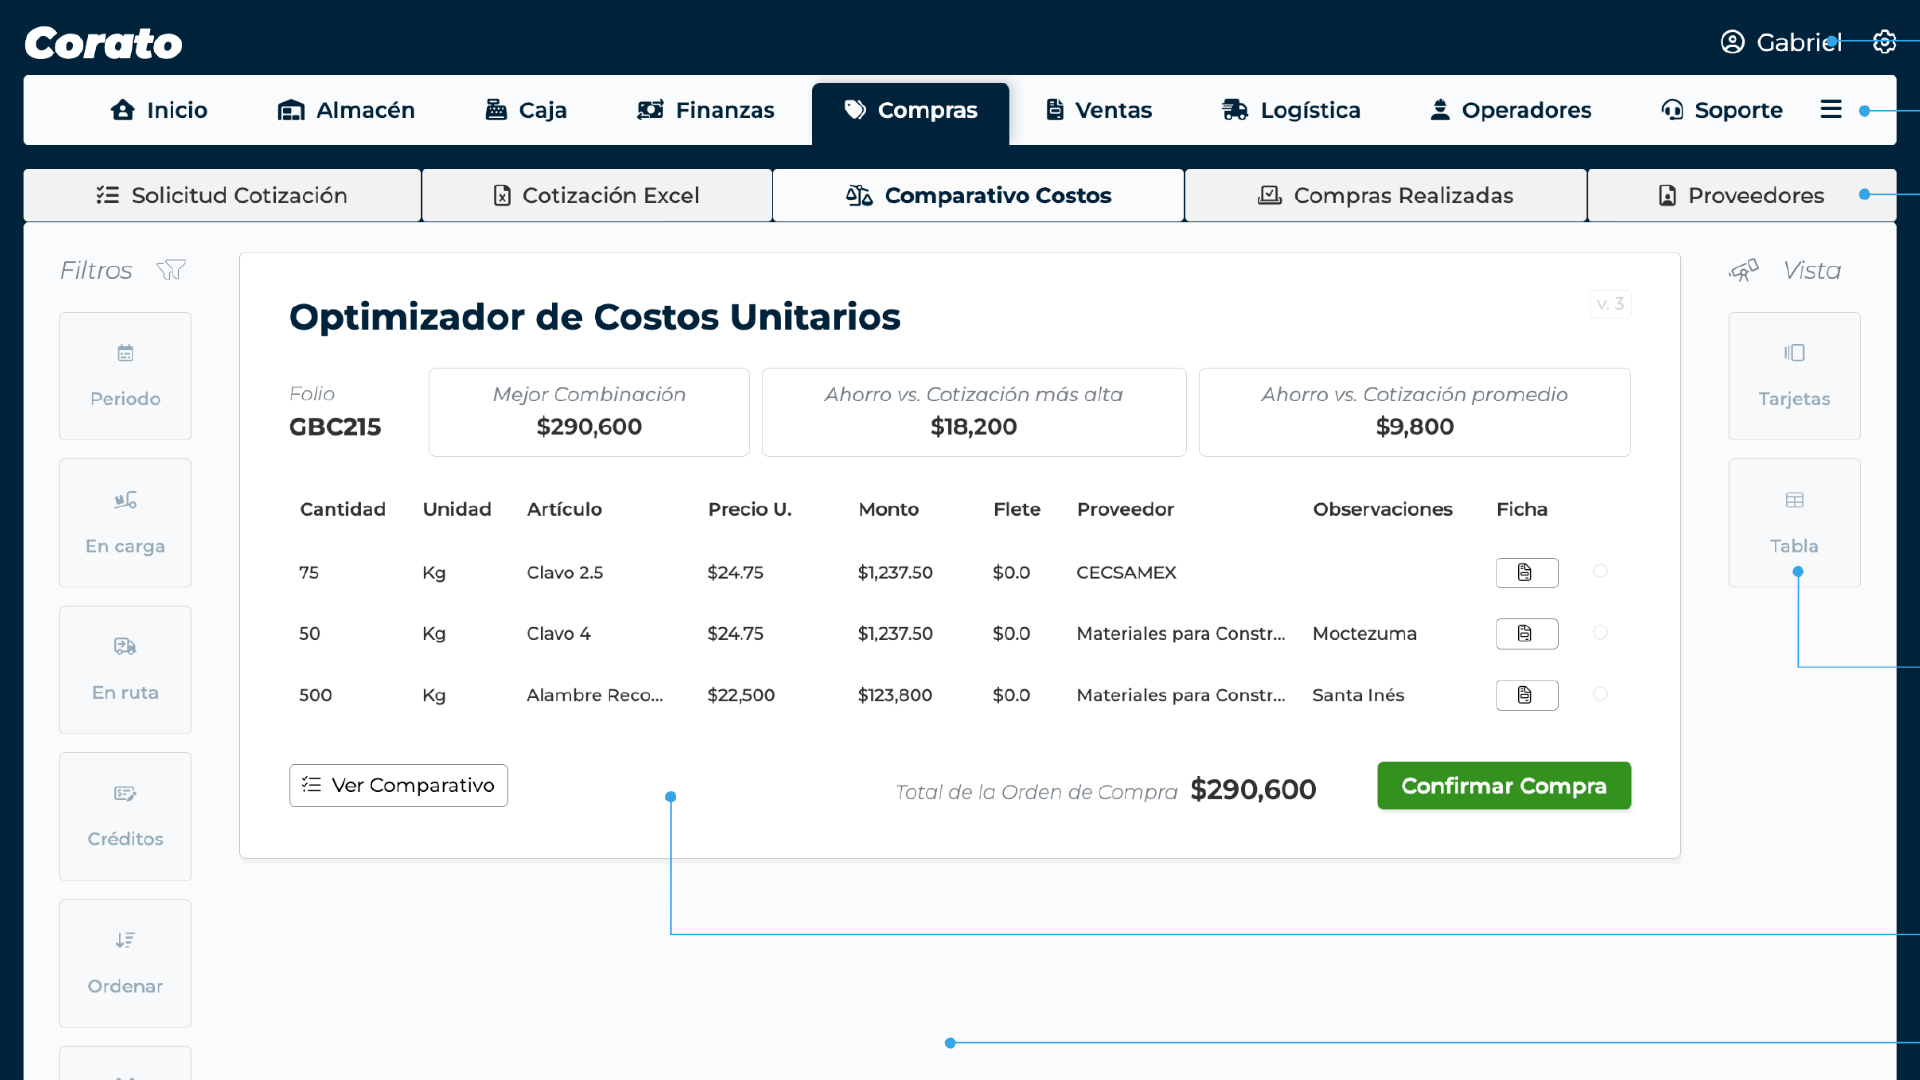 Corato
Gabriel
Inicio Almacén Caja Finanzas Compras Ventas Logística Operadores Soporte
Solicitud Cotización Cotización Excel Comparativo Costos Compras Realizadas Proveedores
Filtros
Periodo
En carga
En ruta
Créditos
Ordenar
Optimizador de Costos Unitarios
v. 3
Folio
GBC215
Mejor Combinación
$290,600
Ahorro vs. Cotización más alta
$18,200
Ahorro vs. Cotización promedio
$9,800
Cantidad Unidad Artículo Precio U. Monto Flete Proveedor Observaciones Ficha
75 Kg Clavo 2.5 $24.75 $1,237.50 $0.0 CECSAMEX
50 Kg Clavo 4 $24.75 $1,237.50 $0.0 Materiales para Constr... Moctezuma
500 Kg Alambre Reco... $22,500 $123,800 $0.0 Materiales para Constr... Santa Inés
Ver Comparativo
Total de la Orden de Compra $290,600
Confirmar Compra
Vista
Tarjetas
Tabla